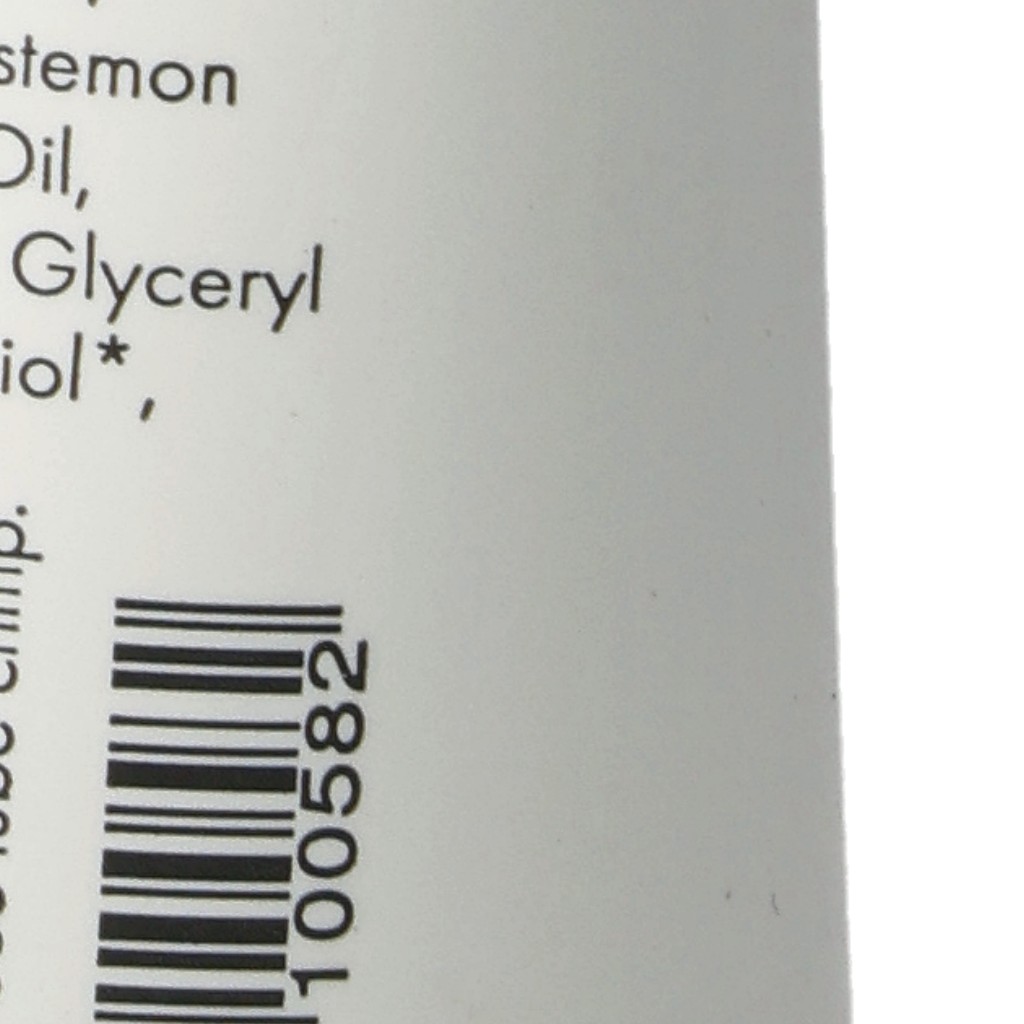 stemon
Oil,
Glyceryl
iol*,
100582